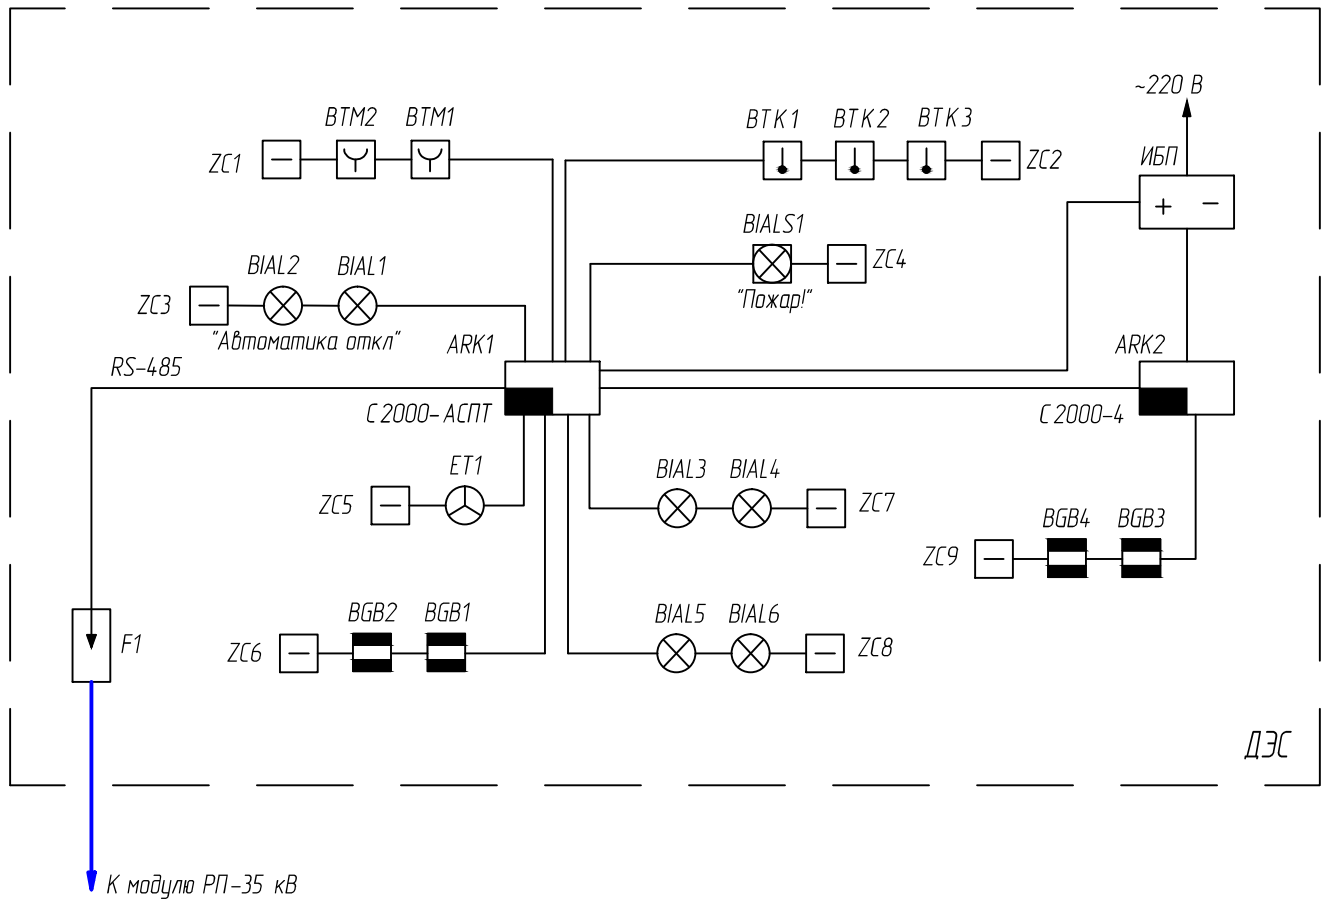 ~220 В
BTM2
BTM1
BTK1
BTK2
BTK3
ZC1
ZC2
ИБП
+
−
BIALS1
BIAL2
BIAL1
ZC4
ZC3
"Пожар!"
"Автоматика откл"
ARK1
ARK2
RS-485
С2000-АСПТ
С2000-4
ET1
BIAL3
BIAL4
ZC5
ZC7
BGB4
BGB3
ZC9
BGB2
BGB1
BIAL5
BIAL6
F1
ZC6
ZC8
ДЭС
К модулю РП-35 кВ